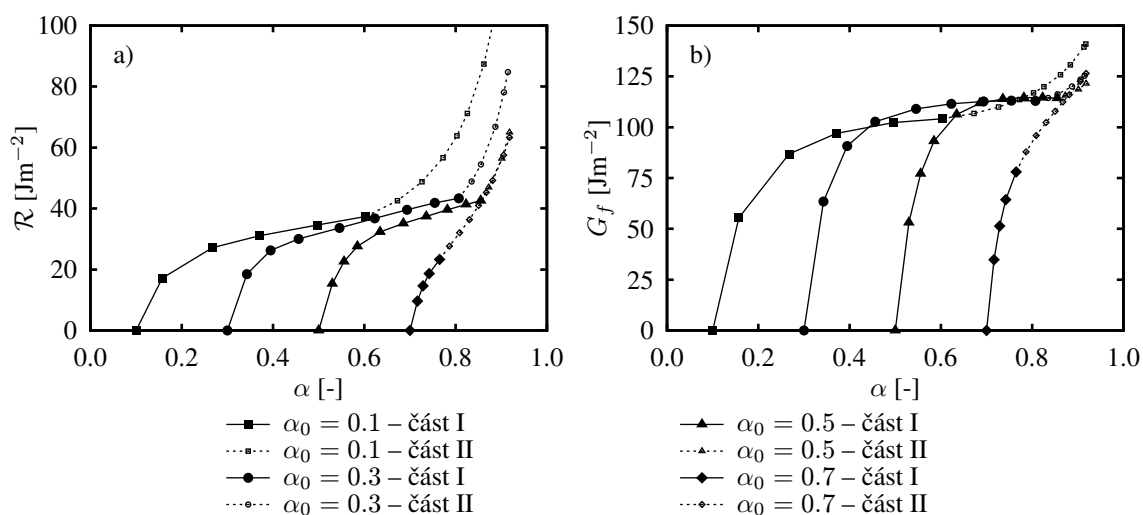 a)
100
80
60
40
20
0
0.0 0.2 0.4 0.6 0.8 1.0
ℛ [Jm−2]
α [-]
b)
150
125
100
75
50
25
0
0.0 0.2 0.4 0.6 0.8 1.0
Gf [Jm−2]
α [-]
α0 = 0.1 – část I
α0 = 0.1 – část II
α0 = 0.3 – část I
α0 = 0.3 – část II
α0 = 0.5 – část I
α0 = 0.5 – část II
α0 = 0.7 – část I
α0 = 0.7 – část II